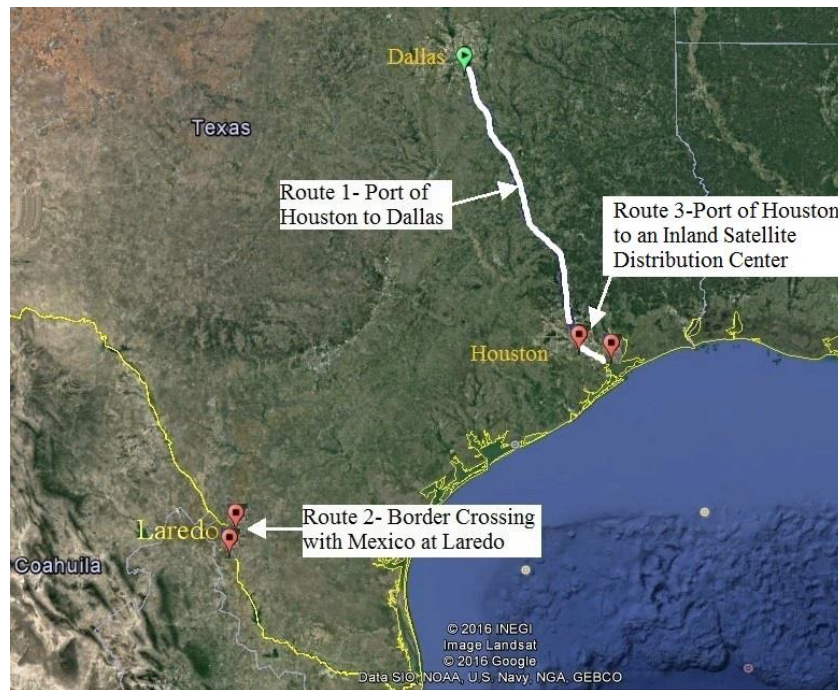 Dallas
Texas
Route 1- Port of
Houston to Dallas
Route 3-Port of Houston
to an Inland Satellite
Distribution Center
Houston
Laredo
Route 2- Border Crossing
with Mexico at Laredo
Coahuila
© 2016 INEGI
Image Landsat
© 2016 Google
Data SIO, NOAA, U.S. Navy, NGA, GEBCO